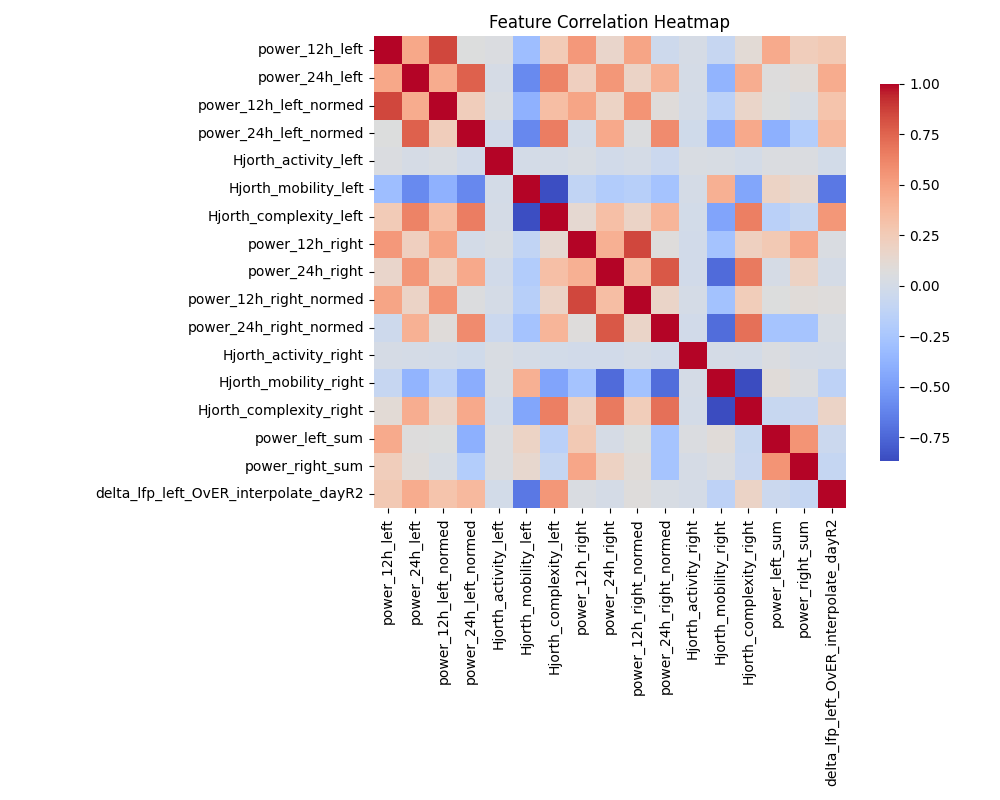 Feature Correlation Heatmap
power_12h_left
power_24h_left
power_12h_left_normed
power_24h_left_normed
Hjorth_activity_left
Hjorth_mobility_left
Hjorth_complexity_left
power_12h_right
power_24h_right
power_12h_right_normed
power_24h_right_normed
Hjorth_activity_right
Hjorth_mobility_right
Hjorth_complexity_right
power_left_sum
power_right_sum
delta_lfp_left_OvER_interpolate_dayR2
power_12h_left
power_24h_left
power_12h_left_normed
power_24h_left_normed
Hjorth_activity_left
Hjorth_mobility_left
Hjorth_complexity_left
power_12h_right
power_24h_right
power_12h_right_normed
power_24h_right_normed
Hjorth_activity_right
Hjorth_mobility_right
Hjorth_complexity_right
power_left_sum
power_right_sum
delta_lfp_left_OvER_interpolate_dayR2
1.00
0.75
0.50
0.25
0.00
−0.25
−0.50
−0.75